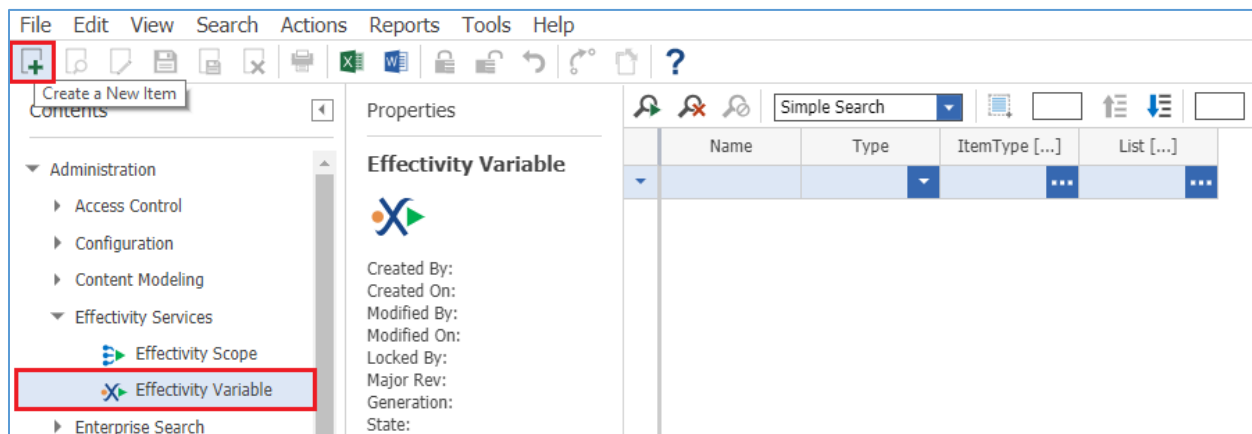 File Edit View Search Actions Reports Tools Help
?
Create a New Item
Contents
Properties
Simple Search
Name Type ItemType [...] List [...]
Administration
Access Control
Configuration
Content Modeling
Effectivity Services
Effectivity Scope
Effectivity Variable
Enterprise Search
Effectivity Variable
Created By:
Created On:
Modified By:
Modified On:
Locked By:
Major Rev:
Generation:
State: